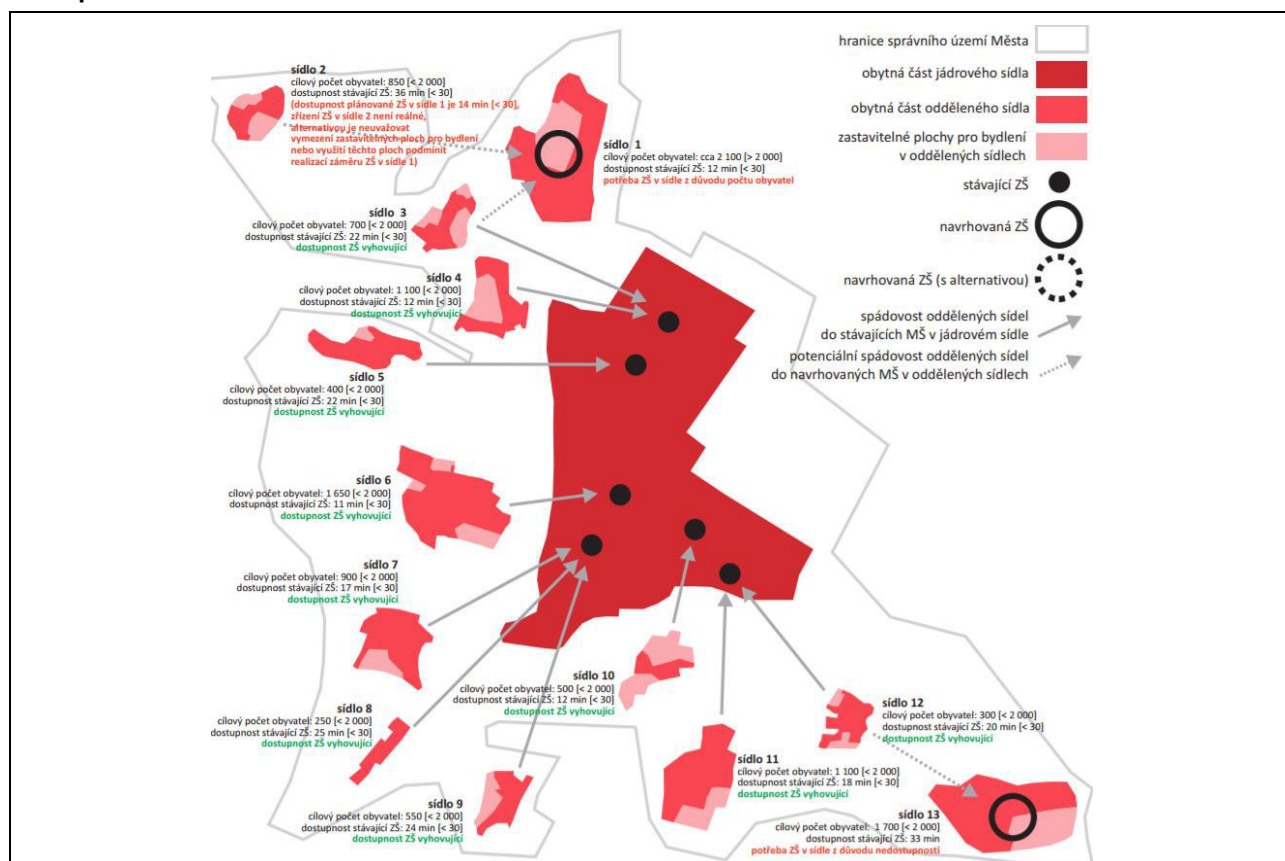 hranice správního území Města
obytná část jádrového sídla
obytná část odděleného sídla
zastavitelné plochy pro bydlení
v oddělených sídlech
stávající ZŠ
navrhovaná ZŠ
navrhovaná ZŠ (s alternativou)
spádovost oddělených sídel
do stávajících MŠ v jádrovém sídle
potenciální spádovost oddělených sídel
do navrhovaných MŠ v oddělených sídlech
sídlo 2
cílový počet obyvatel: 850 [< 2 000]
dostupnost stávající ZŠ: 36 min [< 30]
(dostupnost plánované ZŠ v sídle 1 je 14 min [< 30],
zřízení ZŠ v sídle 2 není reálné,
alternativou je neuvažovat
vymezení zastavitelných ploch pro bydlení
nebo využití těchto ploch podmínit
realizací záměru ZŠ v sídle 1)
sídlo 1
cílový počet obyvatel: cca 2 100 [> 2 000]
dostupnost stávající ZŠ: 12 min [< 30]
potřeba ZŠ v sídle z důvodu počtu obyvatel
sídlo 3
cílový počet obyvatel: 700 [< 2 000]
dostupnost stávající ZŠ: 22 min [< 30]
dostupnost ZŠ vyhovující
sídlo 4
cílový počet obyvatel: 1 100 [< 2 000]
dostupnost stávající ZŠ: 12 min [< 30]
dostupnost ZŠ vyhovující
sídlo 5
cílový počet obyvatel: 400 [< 2 000]
dostupnost stávající ZŠ: 22 min [< 30]
dostupnost ZŠ vyhovující
sídlo 6
cílový počet obyvatel: 1 650 [< 2 000]
dostupnost stávající ZŠ: 11 min [< 30]
dostupnost ZŠ vyhovující
sídlo 7
cílový počet obyvatel: 900 [< 2 000]
dostupnost stávající ZŠ: 17 min [< 30]
dostupnost ZŠ vyhovující
sídlo 8
cílový počet obyvatel: 250 [< 2 000]
dostupnost stávající ZŠ: 25 min [< 30]
dostupnost ZŠ vyhovující
sídlo 9
cílový počet obyvatel: 550 [< 2 000]
dostupnost stávající ZŠ: 24 min [< 30]
dostupnost ZŠ vyhovující
sídlo 10
cílový počet obyvatel: 500 [< 2 000]
dostupnost stávající ZŠ: 12 min [< 30]
dostupnost ZŠ vyhovující
sídlo 11
cílový počet obyvatel: 1 100 [< 2 000]
dostupnost stávající ZŠ: 18 min [< 30]
dostupnost ZŠ vyhovující
sídlo 12
cílový počet obyvatel: 300 [< 2 000]
dostupnost stávající ZŠ: 20 min [< 30]
dostupnost ZŠ vyhovující
sídlo 13
cílový počet obyvatel: 1 700 [< 2 000]
dostupnost stávající ZŠ: 33 min
potřeba ZŠ v sídle z důvodu nedostupnosti